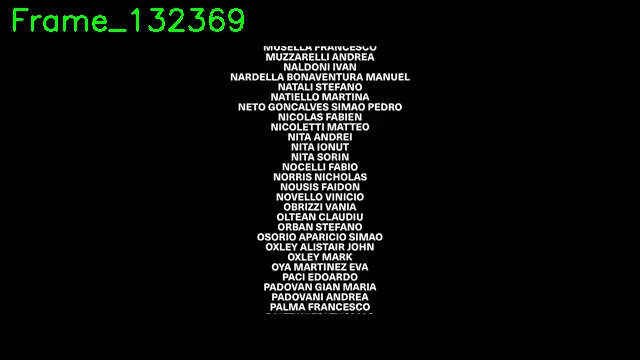 Frame_132369
MUSELLA FRANCESCO
MUZZARELLI ANDREA
NALDONI IVAN
NARDELLA BONAVENTURA MANUEL
NATALI STEFANO
NATIELLO MARTINA
NETO GONCALVES SIMAO PEDRO
NICOLAS FABIEN
NICOLETTI MATTEO
NITA ANDREI
NITA IONUT
NITA SORIN
NOCELLI FABIO
NORRIS NICHOLAS
NOUSIS FAIDON
NOVELLO VINICIO
OBRIZZI VANIA
OLTEAN CLAUDIU
ORBAN STEFANO
OSORIO APARICIO SIMAO
OXLEY ALISTAIR JOHN
OXLEY MARK
OYA MARTINEZ EVA
PACI EDOARDO
PADOVAN GIAN MARIA
PADOVANI ANDREA
PALMA FRANCESCO